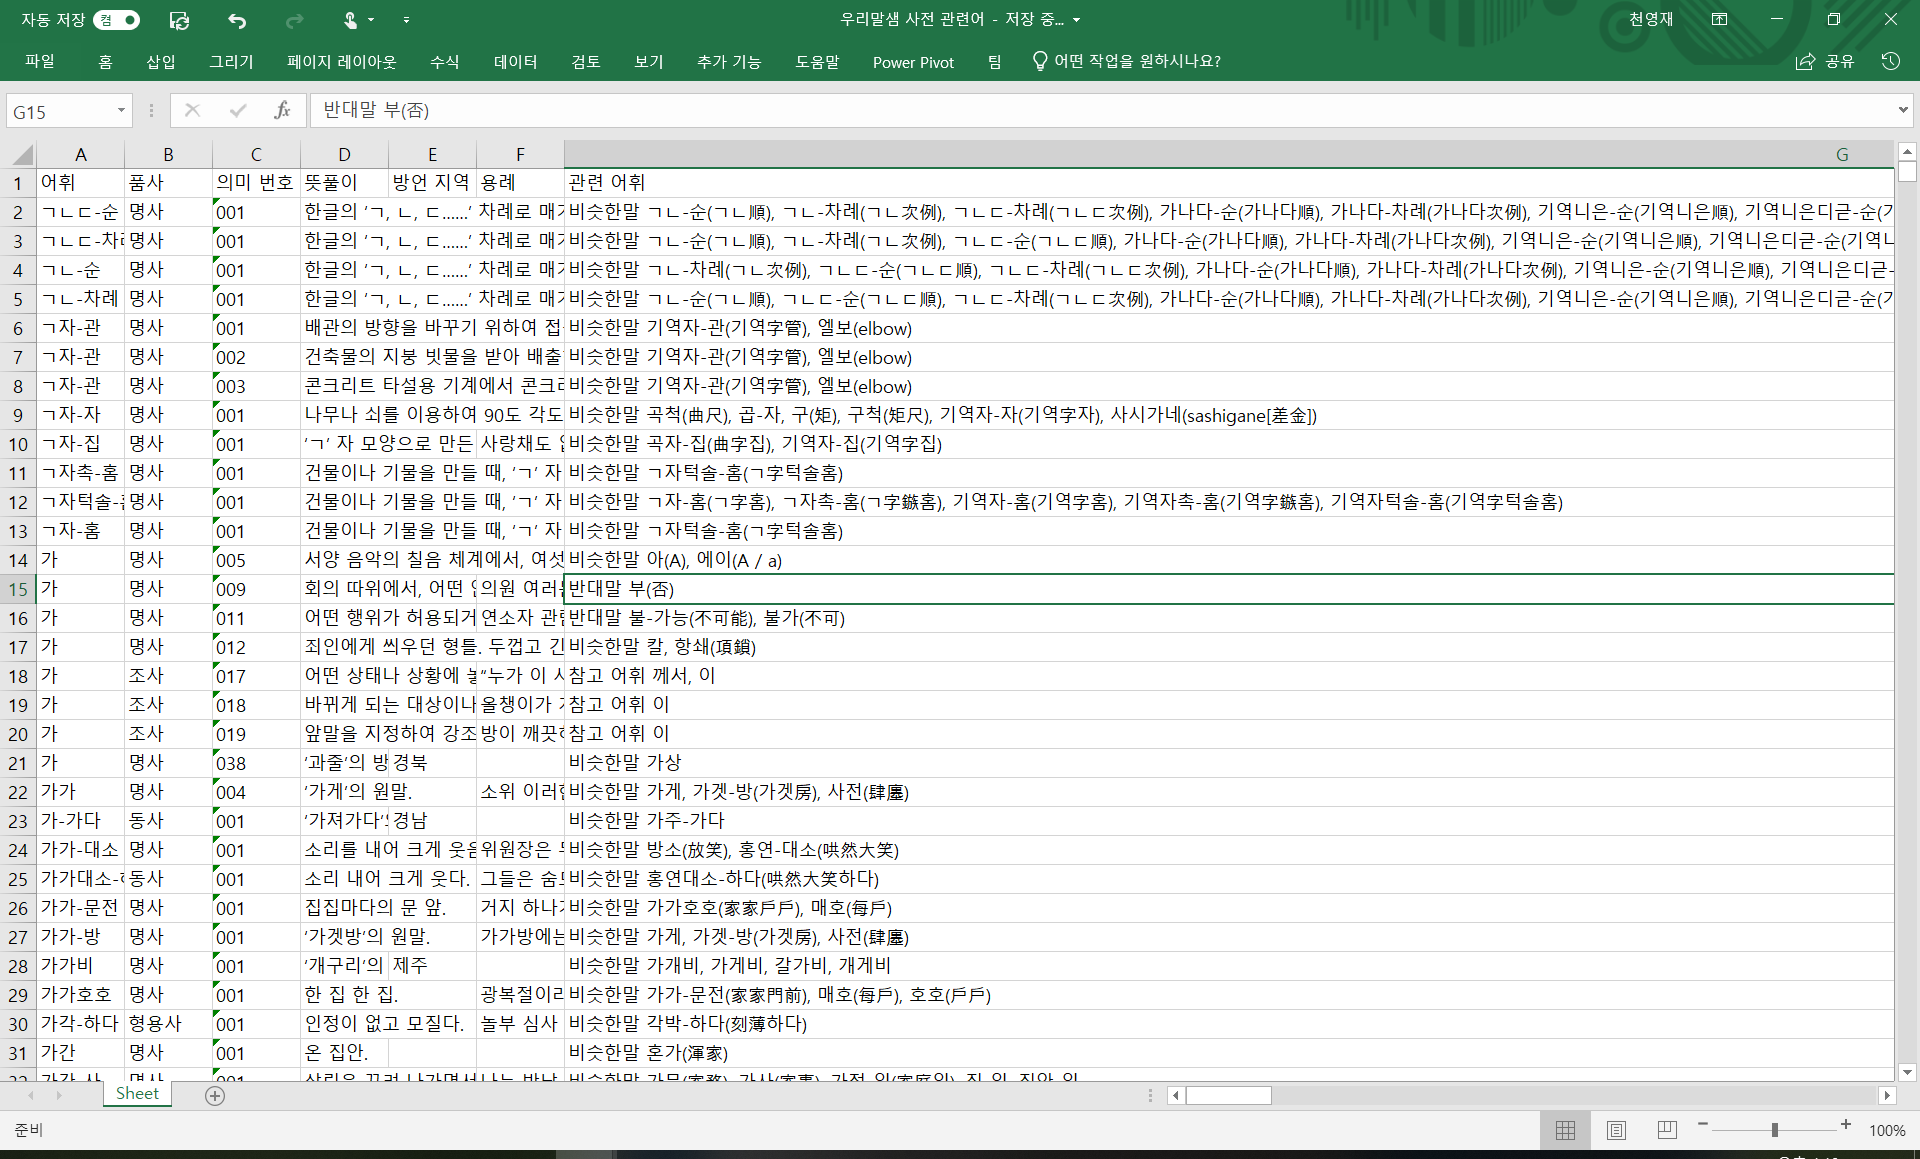 자동 저장 켬 우리말샘 사전 관련어 - 저장 중... 천영재
파일 홈 삽입 그리기 페이지 레이아웃 수식 데이터 검토 보기 추가 기능 도움말 Power Pivot 팀 어떤 작업을 원하시나요? 공유
G15 fx 반대말 부(否)
A B C D E F G
1 어휘 품사 의미 번호 뜻풀이 방언 지역 용례 관련 어휘
2 ㄱㄴㄷ-순 명사 001 한글의 ‘ㄱ, ㄴ, ㄷ……’ 차례로 매 비슷한말 ㄱㄴ-순(ㄱㄴ順), ㄱㄴ-차례(ㄱㄴ次例), ㄱㄴㄷ-차례(ㄱㄴㄷ次例), 가나다-순(가나다順), 가나다-차례(가나다次例), 기역니은-순(기역니은順), 기역니은디귿-순(
3 ㄱㄴㄷ-차 명사 001 한글의 ‘ㄱ, ㄴ, ㄷ……’ 차례로 매 비슷한말 ㄱㄴ-순(ㄱㄴ順), ㄱㄴ-차례(ㄱㄴ次例), ㄱㄴㄷ-순(ㄱㄴㄷ順), 가나다-순(가나다順), 가나다-차례(가나다次例), 기역니은-순(기역니은順), 기역니은디귿-순(기역니
4 ㄱㄴ-순 명사 001 한글의 ‘ㄱ, ㄴ, ㄷ……’ 차례로 매 비슷한말 ㄱㄴ-차례(ㄱㄴ次例), ㄱㄴㄷ-순(ㄱㄴㄷ順), ㄱㄴㄷ-차례(ㄱㄴㄷ次例), 가나다-순(가나다順), 가나다-차례(가나다次例), 기역니은-순(기역니은順), 기역니은디귿-
5 ㄱㄴ-차례 명사 001 한글의 ‘ㄱ, ㄴ, ㄷ……’ 차례로 매 비슷한말 ㄱㄴ-순(ㄱㄴ順), ㄱㄴㄷ-순(ㄱㄴㄷ順), ㄱㄴㄷ-차례(ㄱㄴㄷ次例), 가나다-순(가나다順), 가나다-차례(가나다次例), 기역니은-순(기역니은順), 기역니은디귿-순(
6 ㄱ자-관 명사 001 배관의 방향을 바꾸기 위하여 접 비슷한말 기역자-관(기역字管), 엘보(elbow)
7 ㄱ자-관 명사 002 건축물의 지붕 빗물을 받아 배출 비슷한말 기역자-관(기역字管), 엘보(elbow)
8 ㄱ자-관 명사 003 콘크리트 타설용 기계에서 콘크 비슷한말 기역자-관(기역字管), 엘보(elbow)
9 ㄱ자-자 명사 001 나무나 쇠를 이용하여 90도 각도 비슷한말 곡척(曲尺), 곱-자, 구(矩), 구척(矩尺), 기역자-자(기역字자), 사시가네(sashigane[差金])
10 ㄱ자-집 명사 001 ‘ㄱ’ 자 모양으로 만든 사랑채도 비슷한말 곡자-집(曲字집), 기역자-집(기역字집)
11 ㄱ자촉-홈 명사 001 건물이나 기물을 만들 때, ‘ㄱ’ 자 비슷한말 ㄱ자턱솔-홈(ㄱ字턱솔홈)
12 ㄱ자턱솔- 명사 001 건물이나 기물을 만들 때, ‘ㄱ’ 자 비슷한말 ㄱ자-홈(ㄱ字홈), ㄱ자촉-홈(ㄱ字鏃홈), 기역자-홈(기역字홈), 기역자촉-홈(기역字鏃홈), 기역자턱솔-홈(기역字턱솔홈)
13 ㄱ자-홈 명사 001 건물이나 기물을 만들 때, ‘ㄱ’ 자 비슷한말 ㄱ자턱솔-홈(ㄱ字턱솔홈)
14 가 명사 005 서양 음악의 칠음 체계에서, 여섯 비슷한말 아(A), 에이(A / a)
15 가 명사 009 회의 따위에서, 어떤 의원 여러 반대말 부(否)
16 가 명사 011 어떤 행위가 허용되거 연소자 관 반대말 불-가능(不可能), 불가(不可)
17 가 명사 012 죄인에게 씌우던 형틀. 두껍고 긴 비슷한말 칼, 항쇄(項鎖)
18 가 조사 017 어떤 상태나 상황에 “누가 이 참고 어휘 께서, 이
19 가 조사 018 바뀌게 되는 대상이나 올챙이가 참고 어휘 이
20 가 조사 019 앞말을 지정하여 강조 방이 깨끗 참고 어휘 이
21 가 명사 038 ‘과줄’의 방 경북 비슷한말 가상
22 가가 명사 004 ‘가게’의 원말. 소위 이러한 비슷한말 가게, 가겟-방(가겟房), 사전(肆廛)
23 가-가다 동사 001 ‘가져가다’ 경남 비슷한말 가주-가다
24 가가-대소 명사 001 소리를 내어 크게 웃음 위원장은 비슷한말 방소(放笑), 홍연-대소(哄然大笑)
25 가가대소- 동사 001 소리 내어 크게 웃다. 그들은 숨 비슷한말 홍연대소-하다(哄然大笑하다)
26 가가-문전 명사 001 집집마다의 문 앞. 거지 하나 비슷한말 가가호호(家家戶戶), 매호(每戶)
27 가가-방 명사 001 ‘가겟방’의 원말. 가가방에는 비슷한말 가게, 가겟-방(가겟房), 사전(肆廛)
28 가가비 명사 001 ‘개구리’의 제주 비슷한말 가개비, 가게비, 갈가비, 개게비
29 가가호호 명사 001 한 집 한 집. 광복절이 비슷한말 가가-문전(家家門前), 매호(每戶), 호호(戶戶)
30 가각-하다 형용사 001 인정이 없고 모질다. 놀부 심사 비슷한말 각박-하다(刻薄하다)
31 가간 명사 001 온 집안. 비슷한말 혼가(渾家)
Sheet
준비 100%